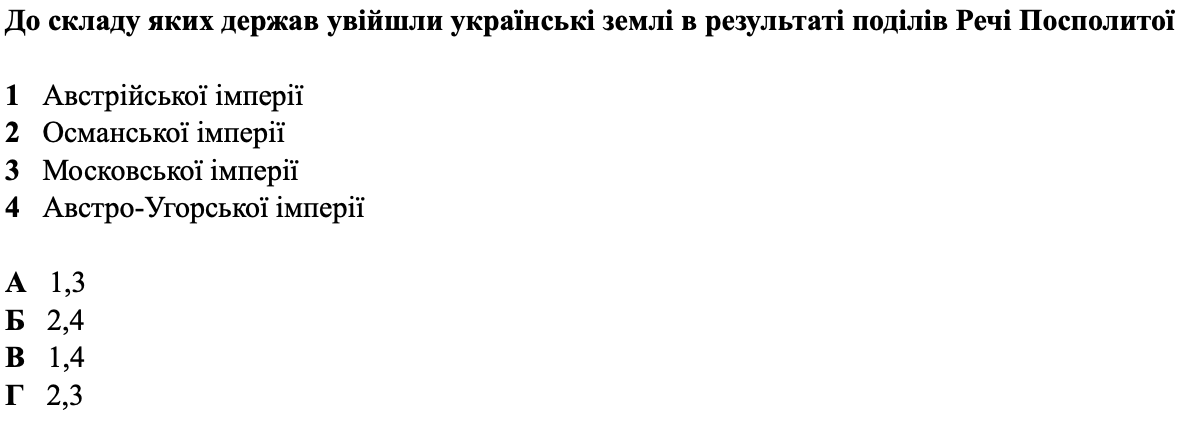 До складу яких держав увійшли українські землі в результаті поділів Речі Посполитої
1 Австрійської імперії
2 Османської імперії
3 Московської імперії
4 Австро-Угорської імперії
А 1,3
Б 2,4
В 1,4
Г 2,3